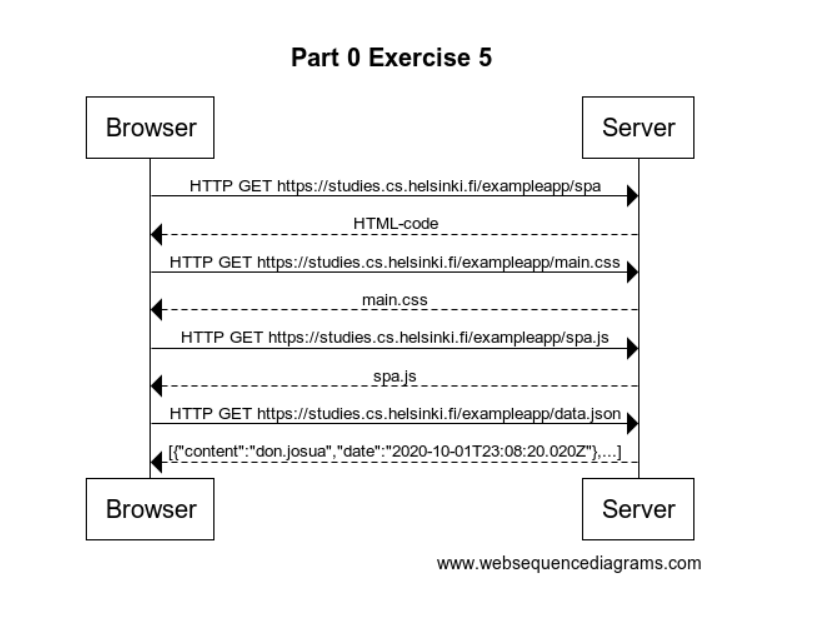 Part 0 Exercise 5
Browser
Server
HTTP GET https://studies.cs.helsinki.fi/exampleapp/spa
HTML-code
HTTP GET https://studies.cs.helsinki.fi/exampleapp/main.css
main.css
HTTP GET https://studies.cs.helsinki.fi/exampleapp/spa.js
spa.js
HTTP GET https://studies.cs.helsinki.fi/exampleapp/data.json
[{"content":"don.josua","date":"2020-10-01T23:08:20.020Z"},...]
Browser
Server
www.websequencediagrams.com